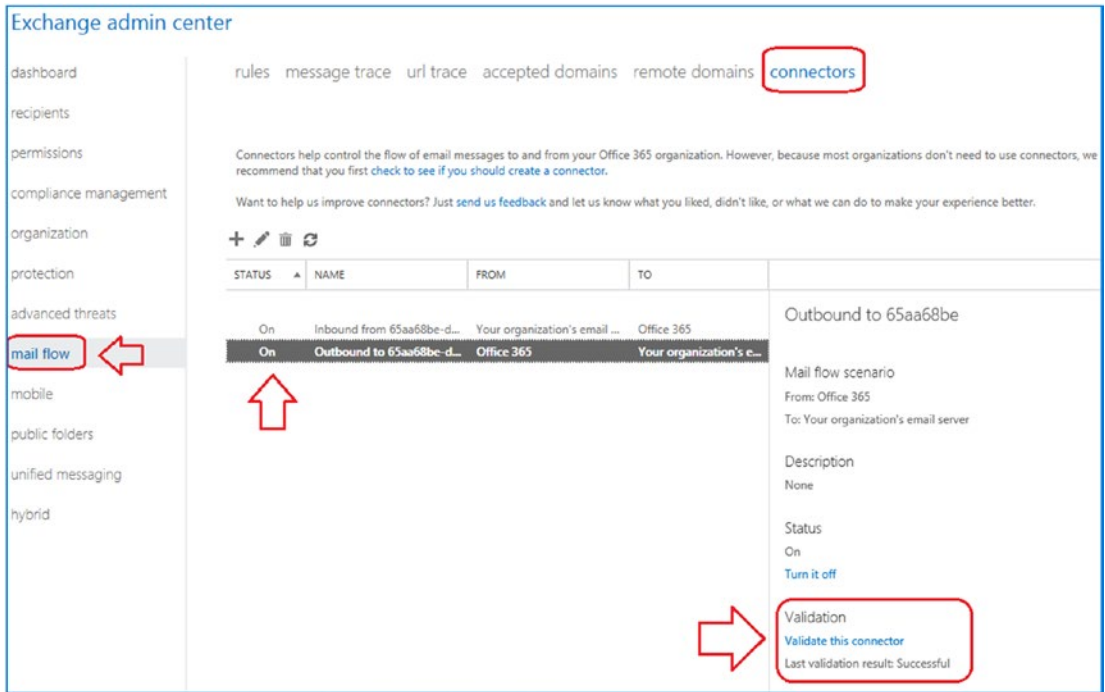 Exchange admin center
dashboard
recipients
permissions
compliance management
organization
protection
advanced threats
mail flow
mobile
public folders
unified messaging
hybrid
rules message trace url trace accepted domains remote domains connectors
Connectors help control the flow of email messages to and from your Office 365 organization. However, because most organizations don't need to use connectors, we
recommend that you first check to see if you should create a connector.
Want to help us improve connectors? Just send us feedback and let us know what you liked, didn't like, or what we can do to make your experience better.
STATUS NAME FROM TO
On Inbound from 65aa68be-d... Your organization's email ... Office 365
On Outbound to 65aa68be-d... Office 365 Your organization's e...
Outbound to 65aa68be
Mail flow scenario
From: Office 365
To: Your organization's email server
Description
None
Status
On
Turn it off
Validation
Validate this connector
Last validation result: Successful